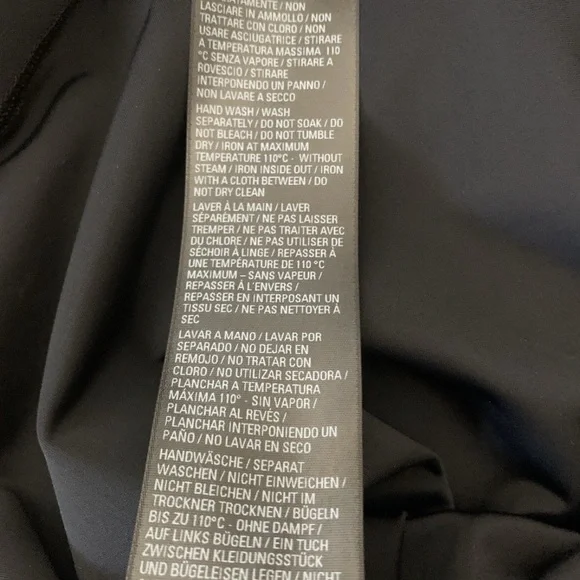 NON
LASCIARE IN AMMOLLO / NON
TRATTARE CON CLORO / NON
USARE ASCIUGATRICE / STIRARE
A TEMPERATURA MASSIMA 110
°C SENZA VAPORE / STIRARE A
ROVESCIO / STIRARE
INTERPONENDO UN PANNO /
NON LAVARE A SECCO
HAND WASH / WASH
SEPARATELY / DO NOT SOAK / DO
NOT BLEACH / DO NOT TUMBLE
DRY / IRON AT MAXIMUM
TEMPERATURE 110°C - WITHOUT
STEAM / IRON INSIDE OUT / IRON
WITH A CLOTH BETWEEN / DO
NOT DRY CLEAN
LAVER À LA MAIN / LAVER
SÉPARÉMENT / NE PAS LAISSER
TREMPER / NE PAS TRAITER AVEC
DU CHLORE / NE PAS UTILISER DE
SÉCHOIR À LINGE / REPASSER À
UNE TEMPÉRATURE DE 110 °C
MAXIMUM – SANS VAPEUR /
REPASSER À L'ENVERS /
REPASSER EN INTERPOSANT UN
TISSU SEC / NE PAS NETTOYER À
SEC
LAVAR A MANO / LAVAR POR
SEPARADO / NO DEJAR EN
REMOJO / NO TRATAR CON
CLORO / NO UTILIZAR SECADORA /
PLANCHAR A TEMPERATURA
MÁXIMA 110° - SIN VAPOR /
PLANCHAR AL REVÉS /
PLANCHAR INTERPONIENDO UN
PAÑO / NO LAVAR EN SECO
HANDWÄSCHE / SEPARAT
WASCHEN / NICHT EINWEICHEN /
NICHT BLEICHEN / NICHT IM
TROCKNER TROCKNEN / BÜGELN
BIS ZU 110°C - OHNE DAMPF /
AUF LINKS BÜGELN / EIN TUCH
ZWISCHEN KLEIDUNGSSTÜCK
UND BÜGELEISEN LEGEN / NICHT